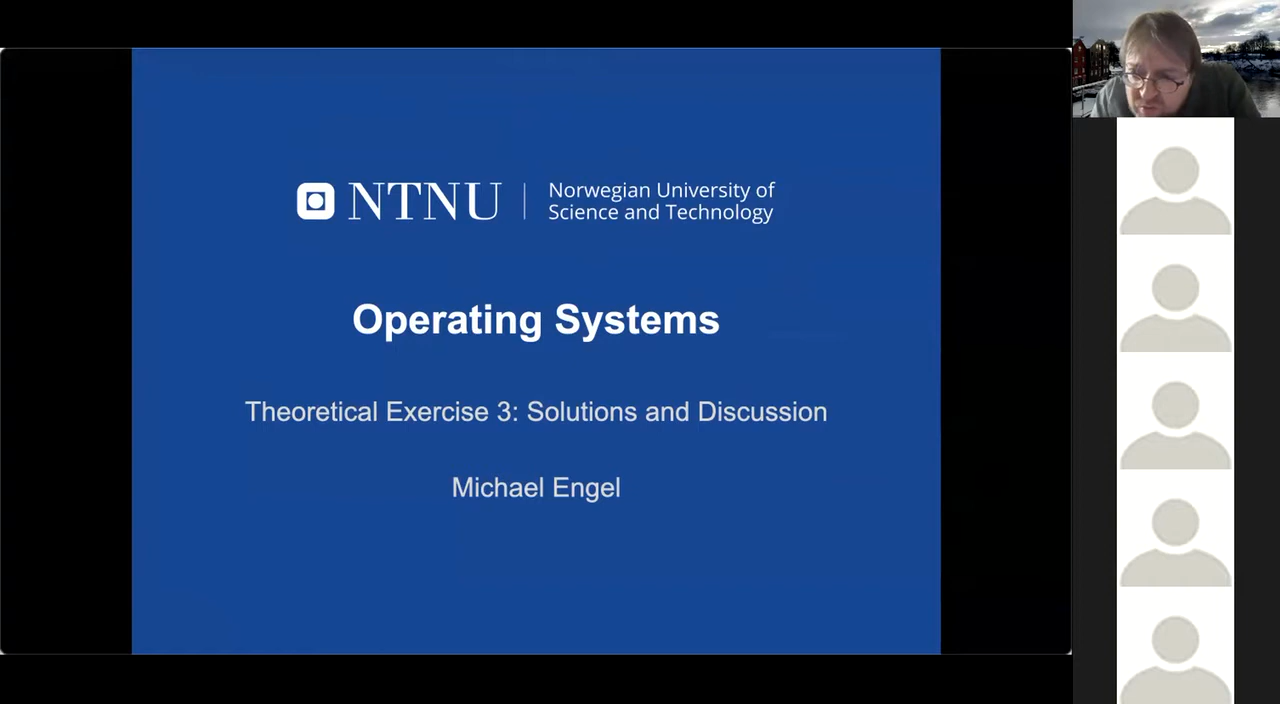 NTNU
Norwegian University of
Science and Technology
Operating Systems
Theoretical Exercise 3: Solutions and Discussion
Michael Engel